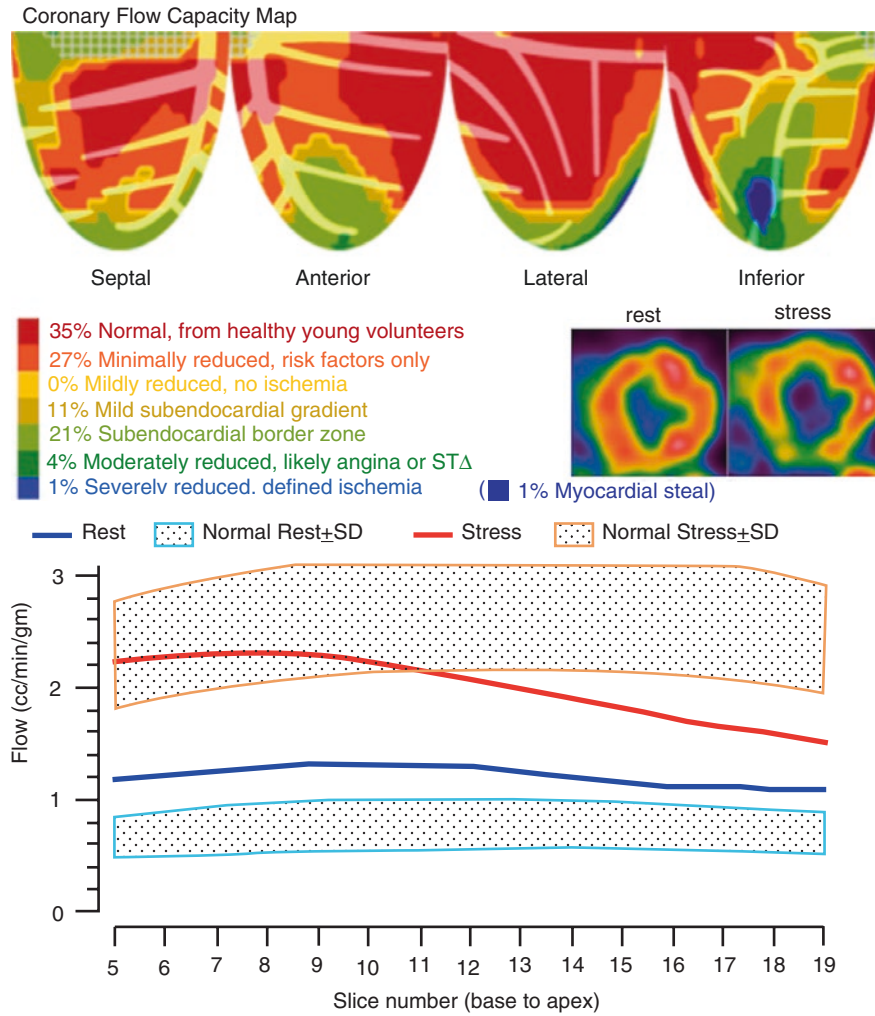 Coronary Flow Capacity Map
Septal
Anterior
Lateral
Inferior
35% Normal, from healthy young volunteers
27% Minimally reduced, risk factors only
0% Mildly reduced, no ischemia
11% Mild subendocardial gradient
21% Subendocardial border zone
4% Moderately reduced, likely angina or STΔ
1% Severelv reduced. defined ischemia
(1% Myocardial steal)
rest
stress
Rest
Normal Rest±SD
Stress
Normal Stress±SD
Flow (cc/min/gm)
3
2
1
0
5 6 7 8 9 10 11 12 13 14 15 16 17 18 19
Slice number (base to apex)